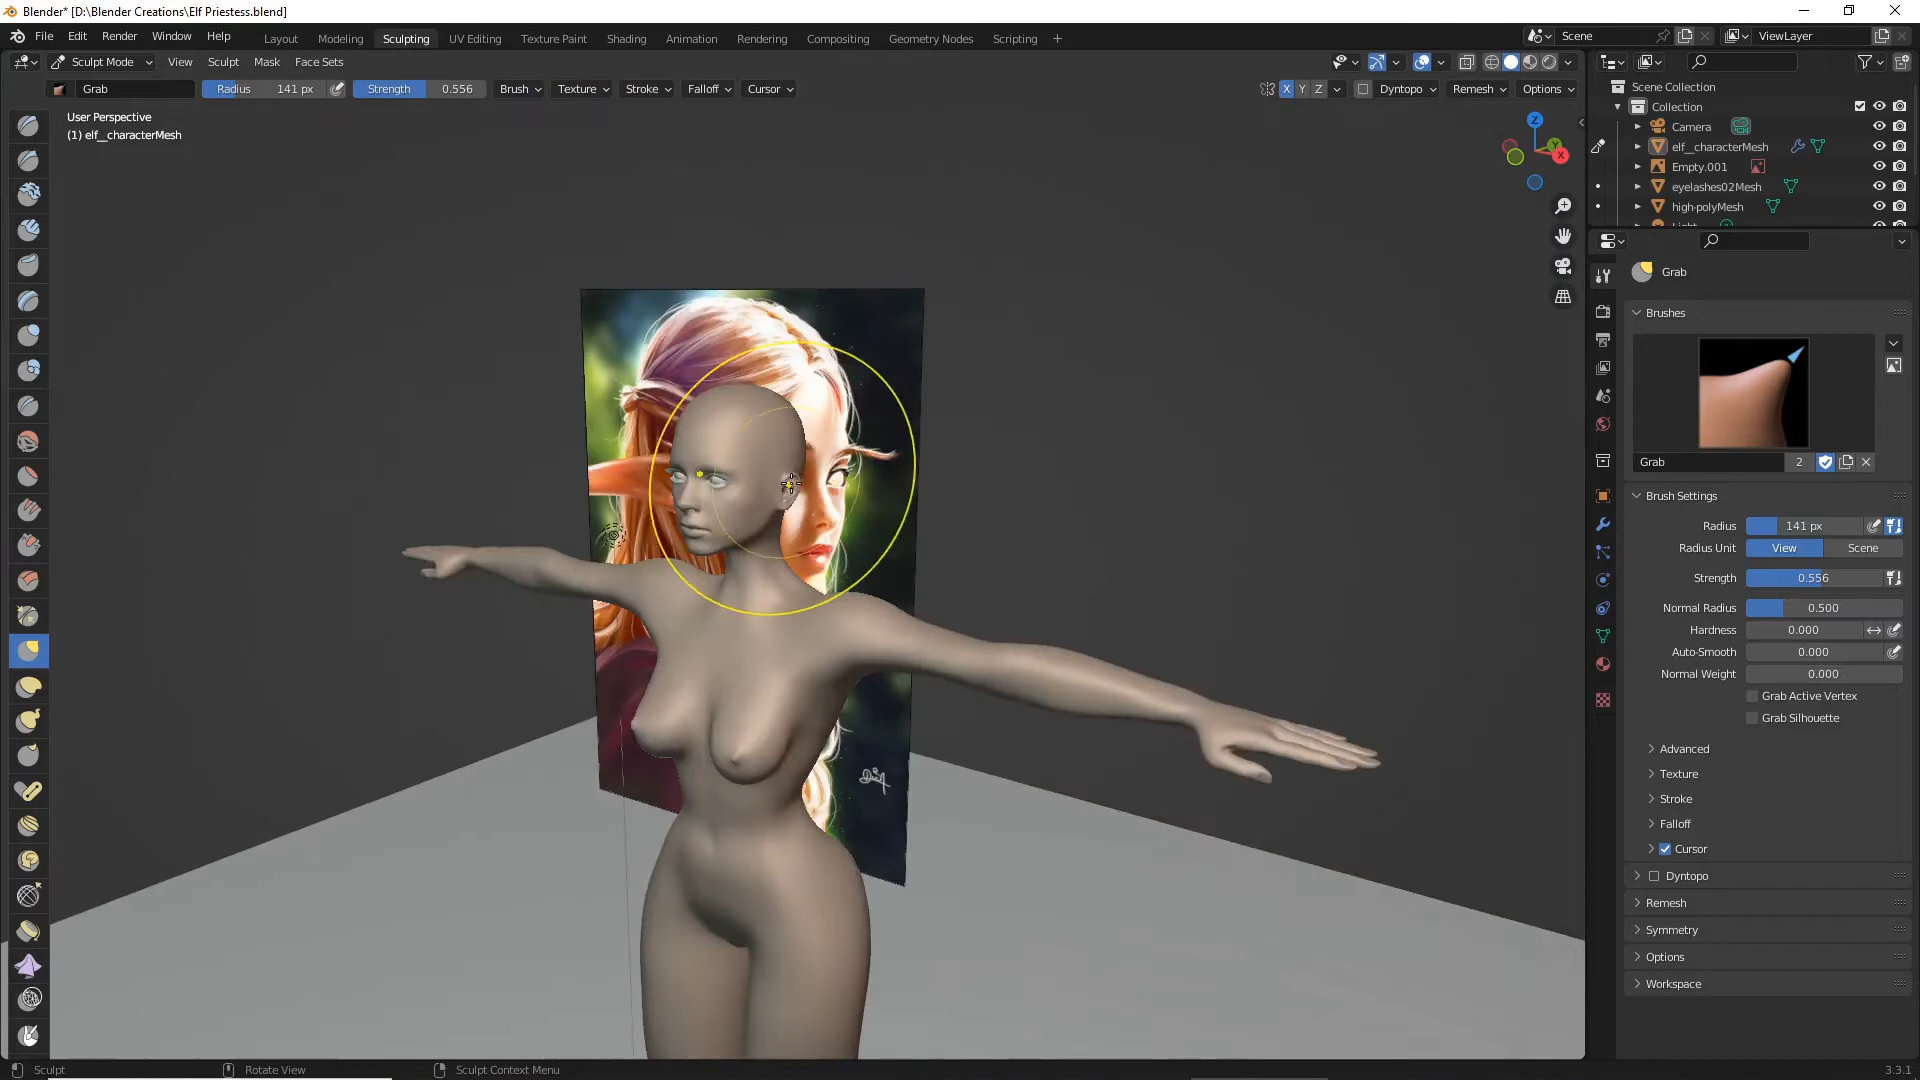 Blender* [D:\Blender Creations\Elf Priestess.blend]
File Edit Render Window Help Layout Modeling Sculpting UV Editing Texture Paint Shading Animation Rendering Compositing Geometry Nodes Scripting + Scene ViewLayer
Sculpt Mode View Sculpt Mask Face Sets
Grab Radius 141 px Strength 0.556 Brush Texture Stroke Falloff Cursor X Y Z Dyntopo Remesh Options
User Perspective
(1) elf__characterMesh
Z
Y
X
Scene Collection
Collection
Camera
elf__characterMesh
Empty.001
eyelashes02Mesh
high-polyMesh
Light
Grab
Brushes
Grab 2
Brush Settings
Radius 141 px
Radius Unit View Scene
Strength 0.556
Normal Radius 0.500
Hardness 0.000
Auto-Smooth 0.000
Normal Weight 0.000
Grab Active Vertex
Grab Silhouette
Advanced
Texture
Stroke
Falloff
Cursor
Dyntopo
Remesh
Symmetry
Options
Workspace
Sculpt Rotate View Sculpt Context Menu 3.3.1